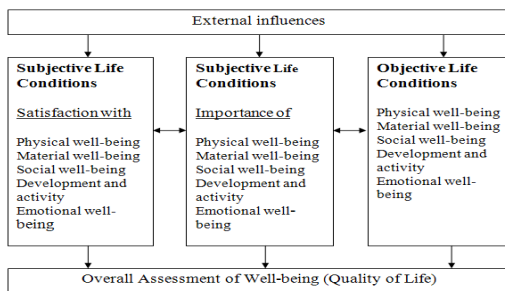 External influences
Subjective Life
Conditions
Satisfaction with
Physical well-being
Material well-being
Social well-being
Development and
activity
Emotional well-
being
Subjective Life
Conditions
Importance of
Physical well-being
Material well-being
Social well-being
Development and
activity
Emotional well-
being
Objective Life
Conditions
Physical well-being
Material well-being
Social well-being
Development and
activity
Emotional well-
being
Overall Assessment of Well-being (Quality of Life)